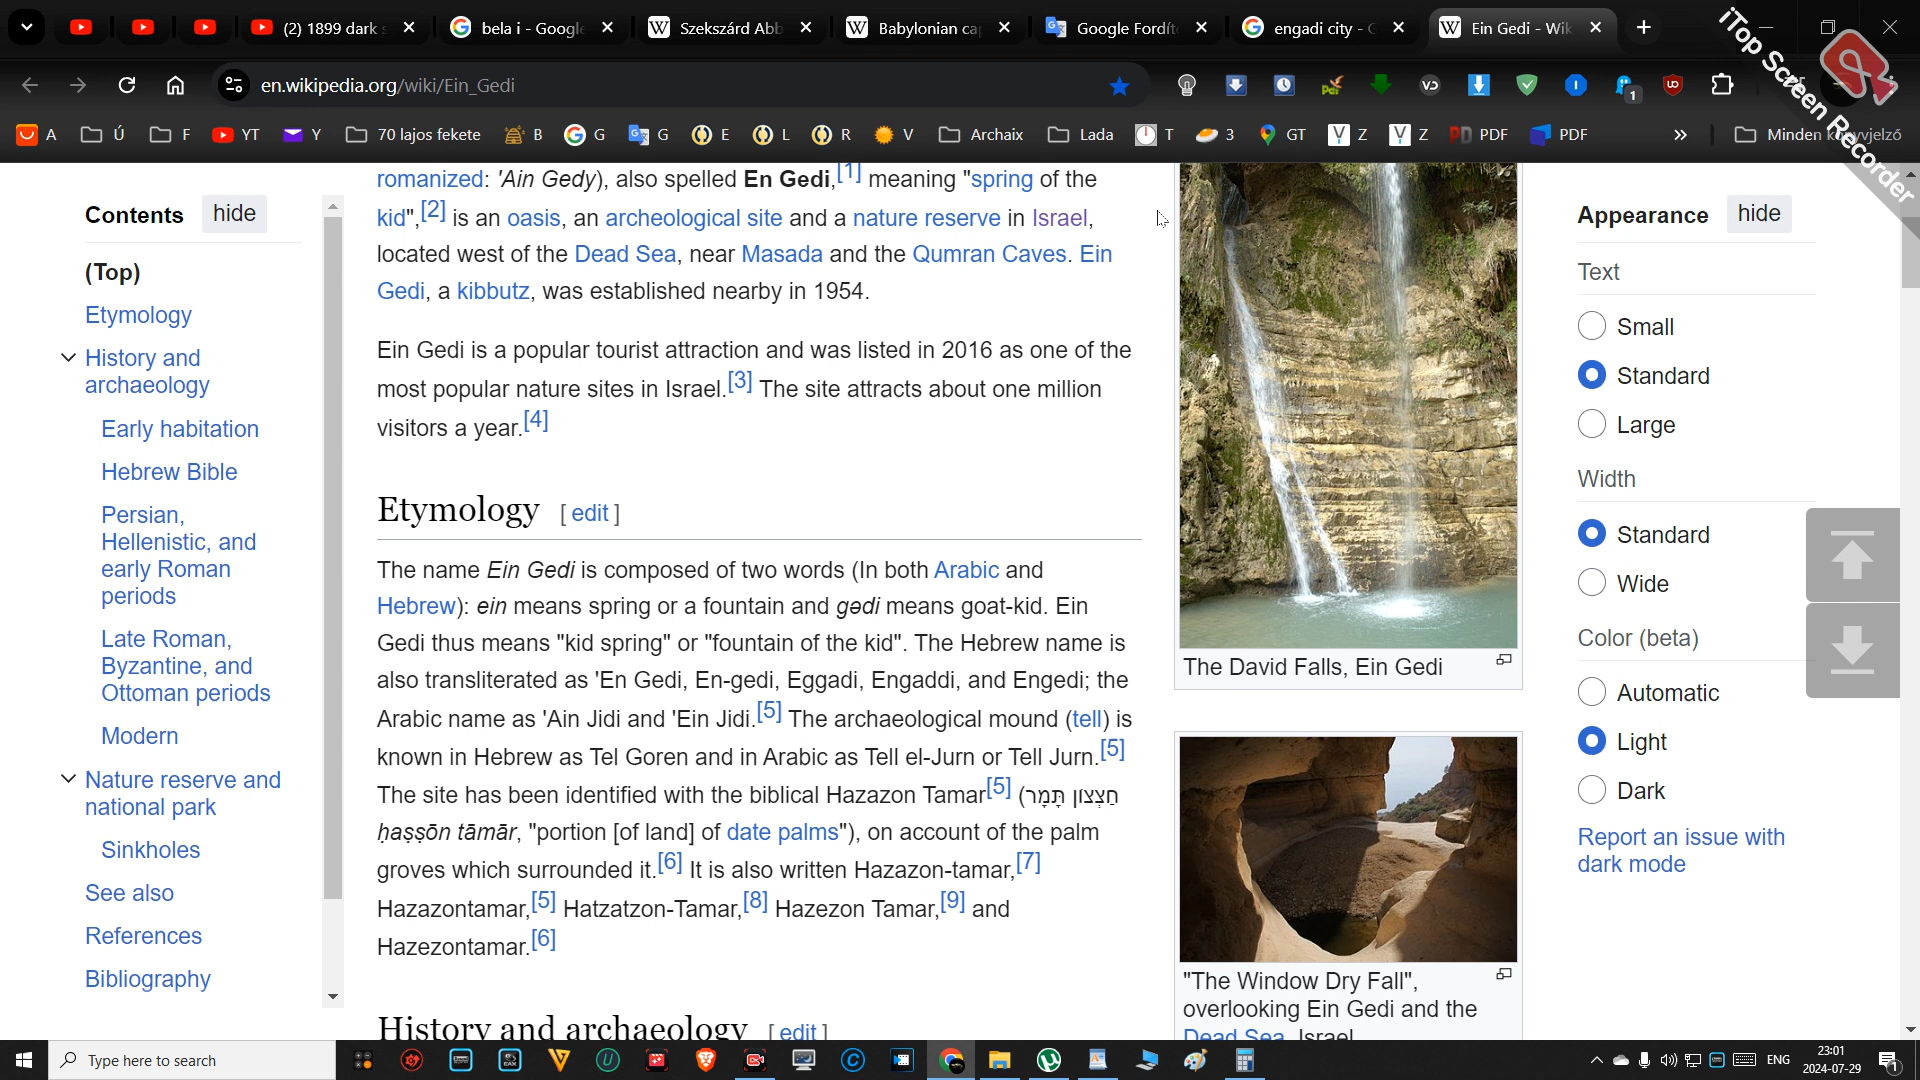 (2) 1899 dark
bela i - Google
Szekszárd Abb
Babylonian cap
Google Fordít
engadi city - G
Ein Gedi - Wik
iTop Screen Recorder
en.wikipedia.org/wiki/Ein_Gedi
1
A Ú F YT Y 70 lajos fekete B G G E L R V Archaix Lada T 3 GT Z Z PDF PDF » Minden könyvjelző
Contents hide
(Top)
Etymology
History and
archaeology
Early habitation
Hebrew Bible
Persian,
Hellenistic, and
early Roman
periods
Late Roman,
Byzantine, and
Ottoman periods
Modern
Nature reserve and
national park
Sinkholes
See also
References
Bibliography
romanized: 'Ain Gedy), also spelled En Gedi,[1] meaning "spring of the
kid",[2] is an oasis, an archeological site and a nature reserve in Israel,
located west of the Dead Sea, near Masada and the Qumran Caves. Ein
Gedi, a kibbutz, was established nearby in 1954.
Ein Gedi is a popular tourist attraction and was listed in 2016 as one of the
most popular nature sites in Israel.[3] The site attracts about one million
visitors a year.[4]
Etymology [ edit ]
The name Ein Gedi is composed of two words (In both Arabic and
Hebrew): ein means spring or a fountain and gədi means goat-kid. Ein
Gedi thus means "kid spring" or "fountain of the kid". The Hebrew name is
also transliterated as 'En Gedi, En-gedi, Eggadi, Engaddi, and Engedi; the
Arabic name as 'Ain Jidi and 'Ein Jidi.[5] The archaeological mound (tell) is
known in Hebrew as Tel Goren and in Arabic as Tell el-Jurn or Tell Jurn.[5]
The site has been identified with the biblical Hazazon Tamar[5] (חַצְצוֹן תָּמָר
ḥaṣṣōn tāmār, "portion [of land] of date palms"), on account of the palm
groves which surrounded it.[6] It is also written Hazazon-tamar,[7]
Hazazontamar,[5] Hatzatzon-Tamar,[8] Hazezon Tamar,[9] and
Hazezontamar.[6]
History and archaeology [ edit ]
The David Falls, Ein Gedi
"The Window Dry Fall",
overlooking Ein Gedi and the
Dead Sea, Israel
Appearance hide
Text
Small
Standard
Large
Width
Standard
Wide
Color (beta)
Automatic
Light
Dark
Report an issue with
dark mode
Type here to search
ENG
23:01
2024-07-29
1